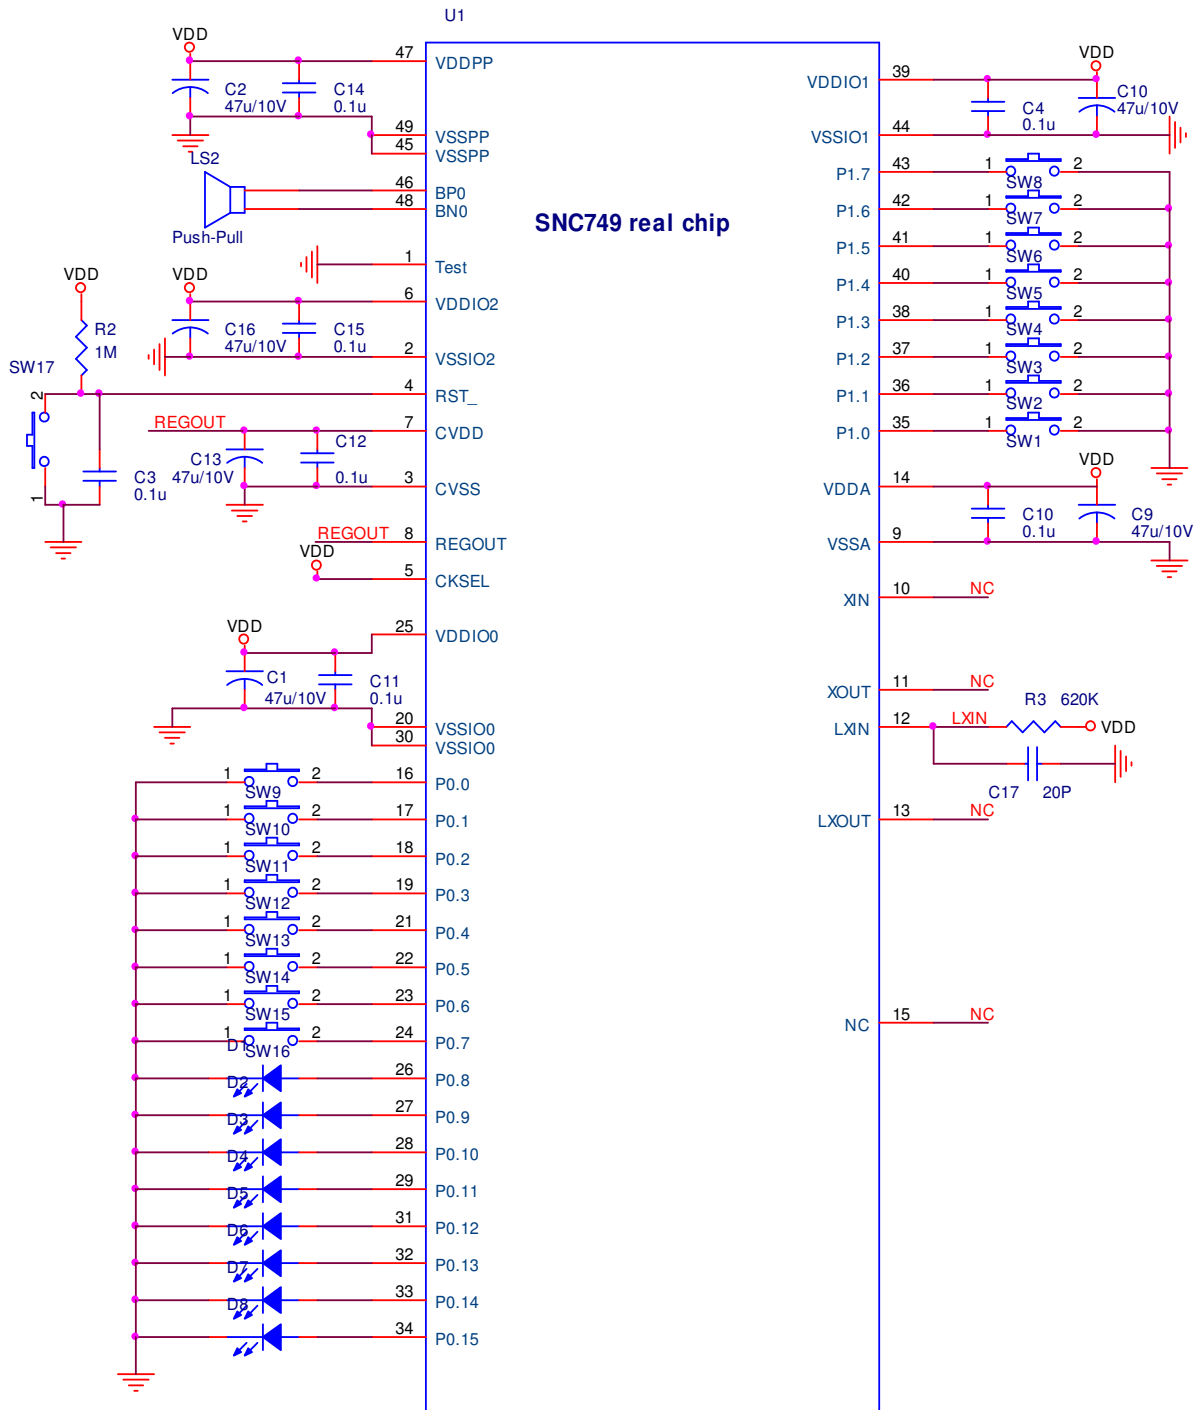 U1
SNC749 real chip
VDD
47 VDDPP
C2
47u/10V
C14
0.1u
49 VSSPP
45 VSSPP
LS2
46 BP0
48 BN0
Push-Pull
1 Test
VDD
6 VDDIO2
C16
47u/10V
C15
0.1u
2 VSSIO2
VDD
R2
1M
SW17
2
1
4 RST_
C3
0.1u
REGOUT
7 CVDD
C13
47u/10V
C12
0.1u
3 CVSS
REGOUT
8 REGOUT
VDD
5 CKSEL
VDD
25 VDDIO0
C1
47u/10V
C11
0.1u
20 VSSIO0
30 VSSIO0
1 SW9 2 16 P0.0
1 SW10 2 17 P0.1
1 SW11 2 18 P0.2
1 SW12 2 19 P0.3
1 SW13 2 21 P0.4
1 SW14 2 22 P0.5
1 SW15 2 23 P0.6
1 SW16 2 24 P0.7
D1 26 P0.8
D2 27 P0.9
D3 28 P0.10
D4 29 P0.11
D5 31 P0.12
D6 32 P0.13
D7 33 P0.14
D8 34 P0.15
VDD
VDDIO1 39
C4
0.1u
C10
47u/10V
VSSIO1 44
P1.7 43 1 SW8 2
P1.6 42 1 SW7 2
P1.5 41 1 SW6 2
P1.4 40 1 SW5 2
P1.3 38 1 SW4 2
P1.2 37 1 SW3 2
P1.1 36 1 SW2 2
P1.0 35 1 SW1 2
VDD
VDDA 14
C10
0.1u
C9
47u/10V
VSSA 9
XIN 10 NC
XOUT 11 NC
R3 620K
LXIN 12 LXIN VDD
C17 20P
LXOUT 13 NC
NC 15 NC